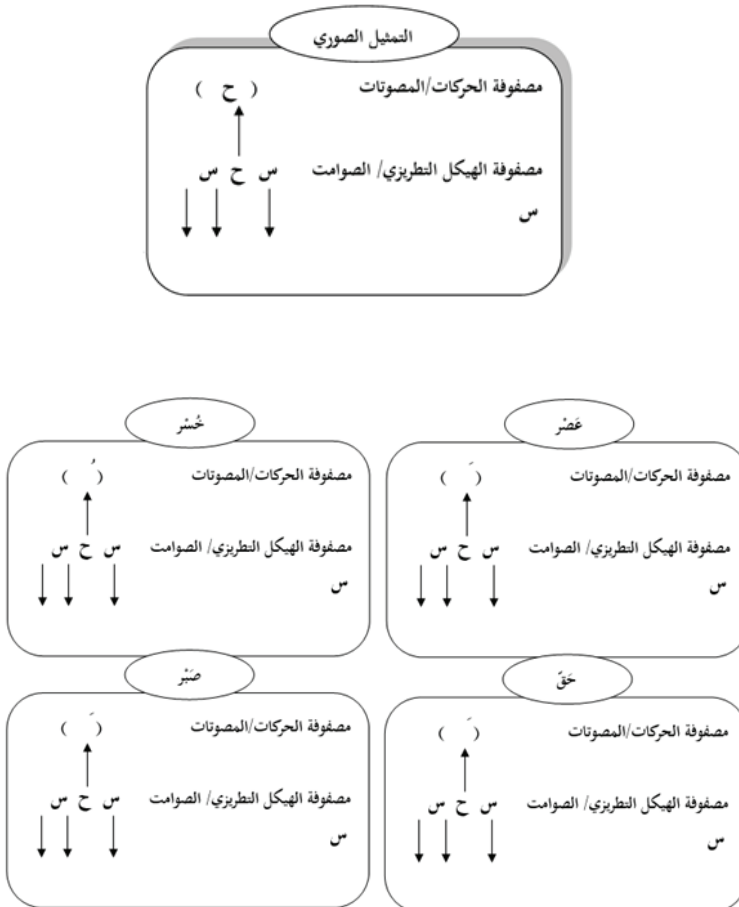 التمثيل الصوري
مصفوفة الحركات/المصوتات ( ح )
مصفوفة الهيكل التطريزي/ الصوامت س ح س
س
عَصْر
مصفوفة الحركات/المصوتات ( َ )
مصفوفة الهيكل التطريزي/ الصوامت س ح س
س
خُسْر
مصفوفة الحركات/المصوتات ( ُ )
مصفوفة الهيكل التطريزي/ الصوامت س ح س
س
حَقّ
مصفوفة الحركات/المصوتات ( َ )
مصفوفة الهيكل التطريزي/ الصوامت س ح س
س
صَبْر
مصفوفة الحركات/المصوتات ( َ )
مصفوفة الهيكل التطريزي/ الصوامت س ح س
س